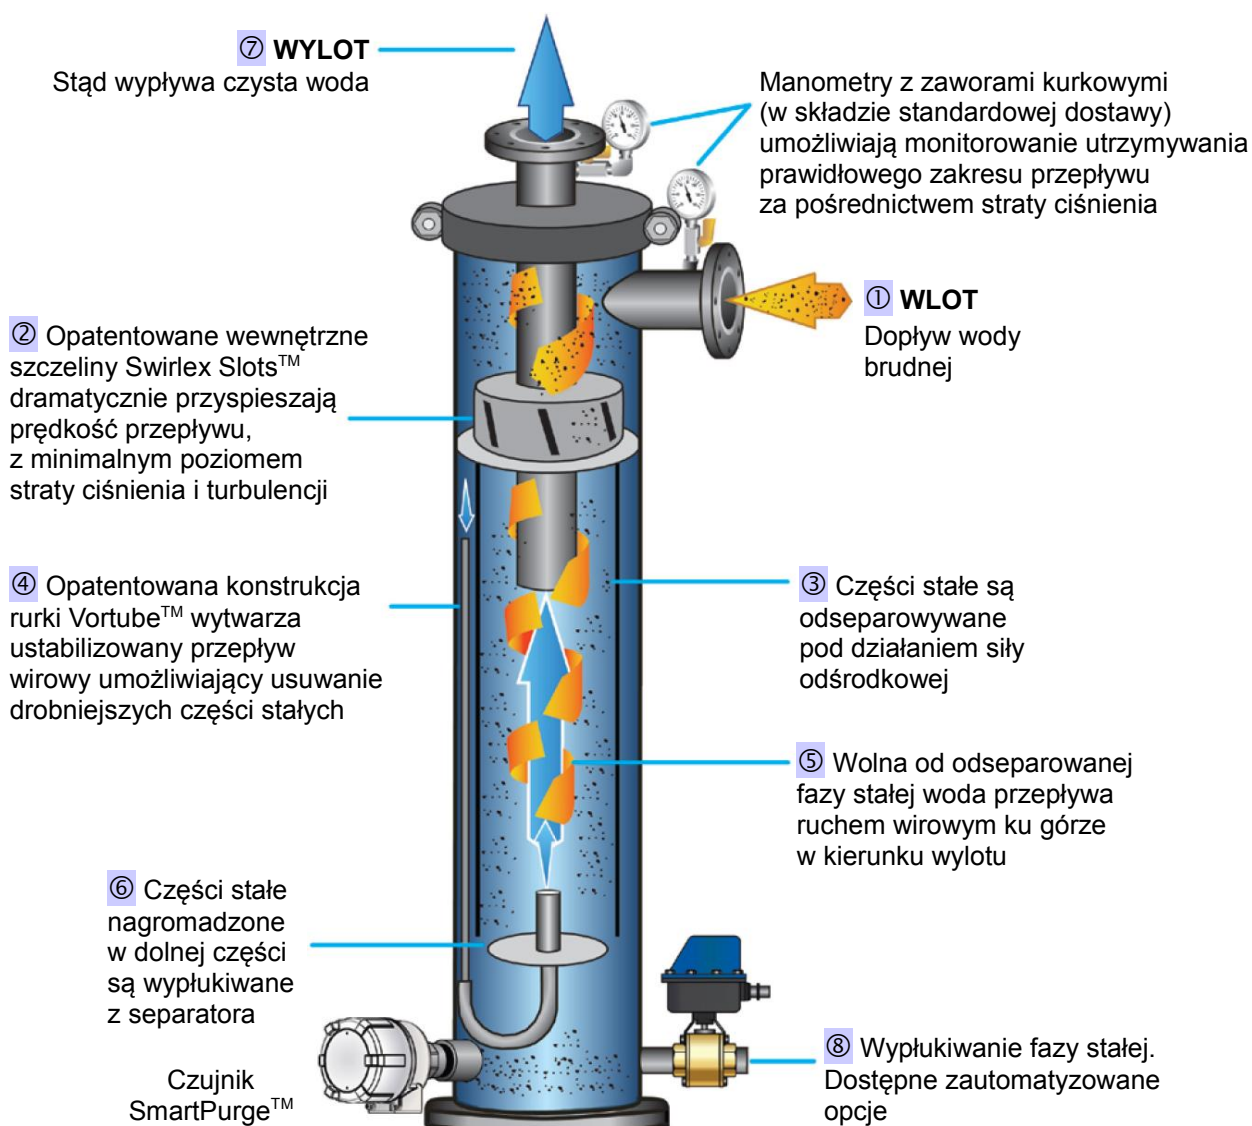 ⑦ WYLOT
Stąd wypływa czysta woda
Manometry z zaworami kurkowymi
(w składzie standardowej dostawy)
umożliwiają monitorowanie utrzymywania
prawidłowego zakresu przepływu
za pośrednictwem straty ciśnienia
① WLOT
Dopływ wody
brudnej
② Opatentowane wewnętrzne
szczeliny Swirlex Slots™
dramatycznie przyspieszają
prędkość przepływu,
z minimalnym poziomem
straty ciśnienia i turbulencji
④ Opatentowana konstrukcja
rurki Vortube™ wytwarza
ustabilizowany przepływ
wirowy umożliwiający usuwanie
drobniejszych części stałych
③ Części stałe są
odseparowywane
pod działaniem siły
odśrodkowej
⑤ Wolna od odseparowanej
fazy stałej woda przepływa
ruchem wirowym ku górze
w kierunku wylotu
⑥ Części stałe
nagromadzone
w dolnej części
są wypłukiwane
z separatora
Czujnik
SmartPurge™
⑧ Wypłukiwanie fazy stałej.
Dostępne zautomatyzowane
opcje